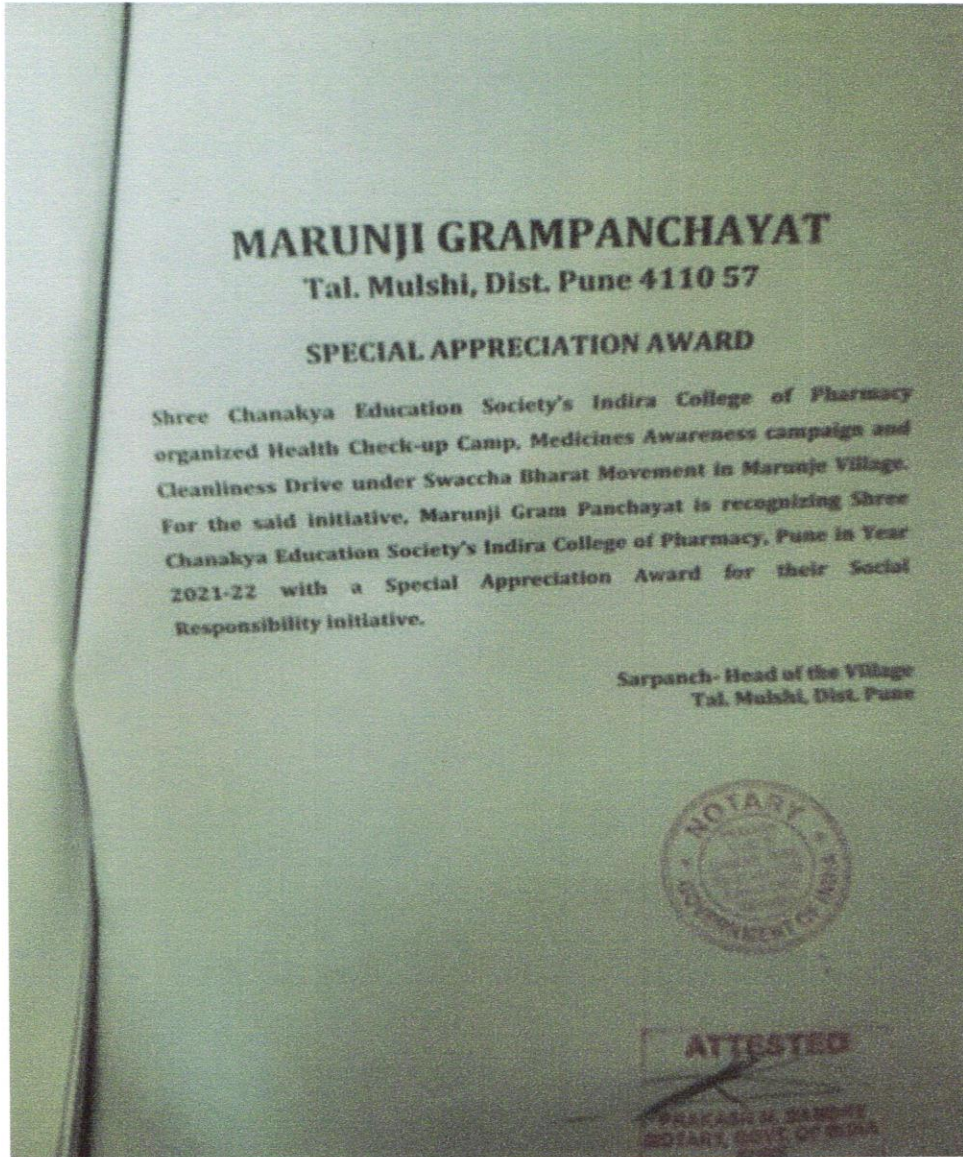 MARUNJI GRAMPANCHAYAT
Tal. Mulshi, Dist. Pune 4110 57
SPECIAL APPRECIATION AWARD
Shree Chanakya Education Society's Indira College of Pharmacy
organized Health Check-up Camp, Medicines Awareness campaign and
Cleanliness Drive under Swaccha Bharat Movement in Marunje Village.
For the said initiative, Marunji Gram Panchayat is recognizing Shree
Chanakya Education Society's Indira College of Pharmacy, Pune in Year
2021-22 with a Special Appreciation Award for their Social
Responsibility initiative.
Sarpanch- Head of the Village
Tal. Mulshi, Dist. Pune
NOTARY
GOVERNMENT OF INDIA
ATTESTED
PRAKASH M.
NOTARY, GOVT. OF INDIA